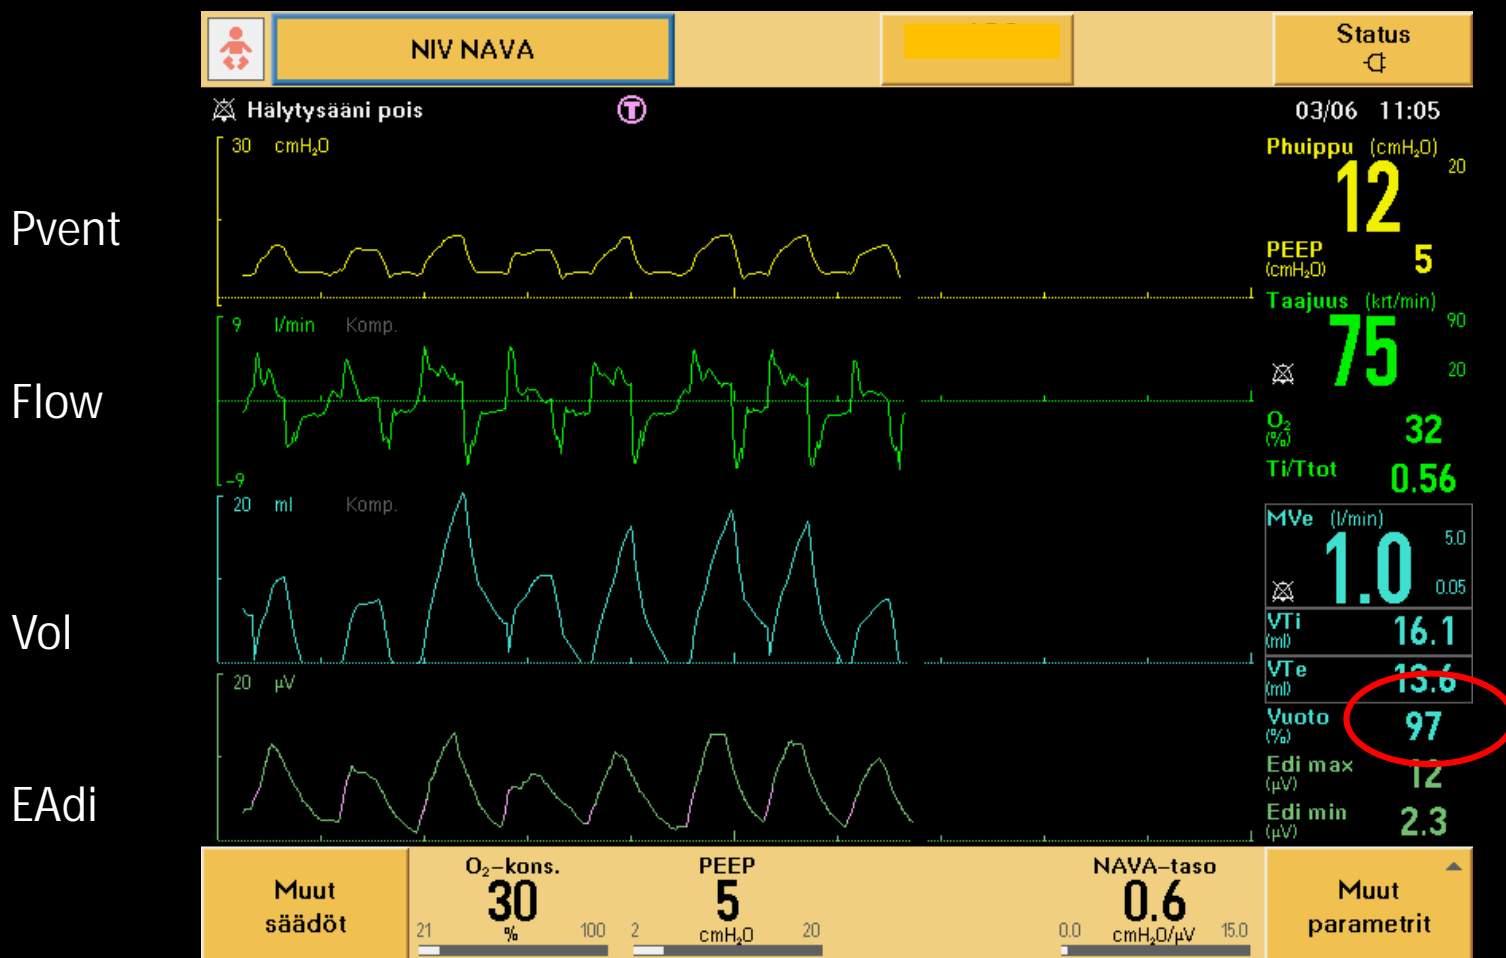 NIV NAVA
Status
Hälytysääni pois
T
03/06 11:05
30 cmH₂O
Phuippu (cmH₂O)
12
20
Pvent
PEEP
(cmH₂O)
5
9 l/min Komp.
Taajuus (krt/min)
75
90
20
Flow
O₂
(%)
32
-9
Ti/Ttot
0.56
20 ml Komp.
MVe (l/min)
1.0
5.0
0.05
Vol
VTi
(ml)
16.1
VTe
(ml)
13.6
20 µV
Vuoto
(%)
97
EAdi
Edi max
(µV)
12
Edi min
(µV)
2.3
Muut
säädöt
O₂-kons.
30
21 % 100
PEEP
5
2 cmH₂O 20
NAVA-taso
0.6
0.0 cmH₂O/µV 15.0
Muut
parametrit